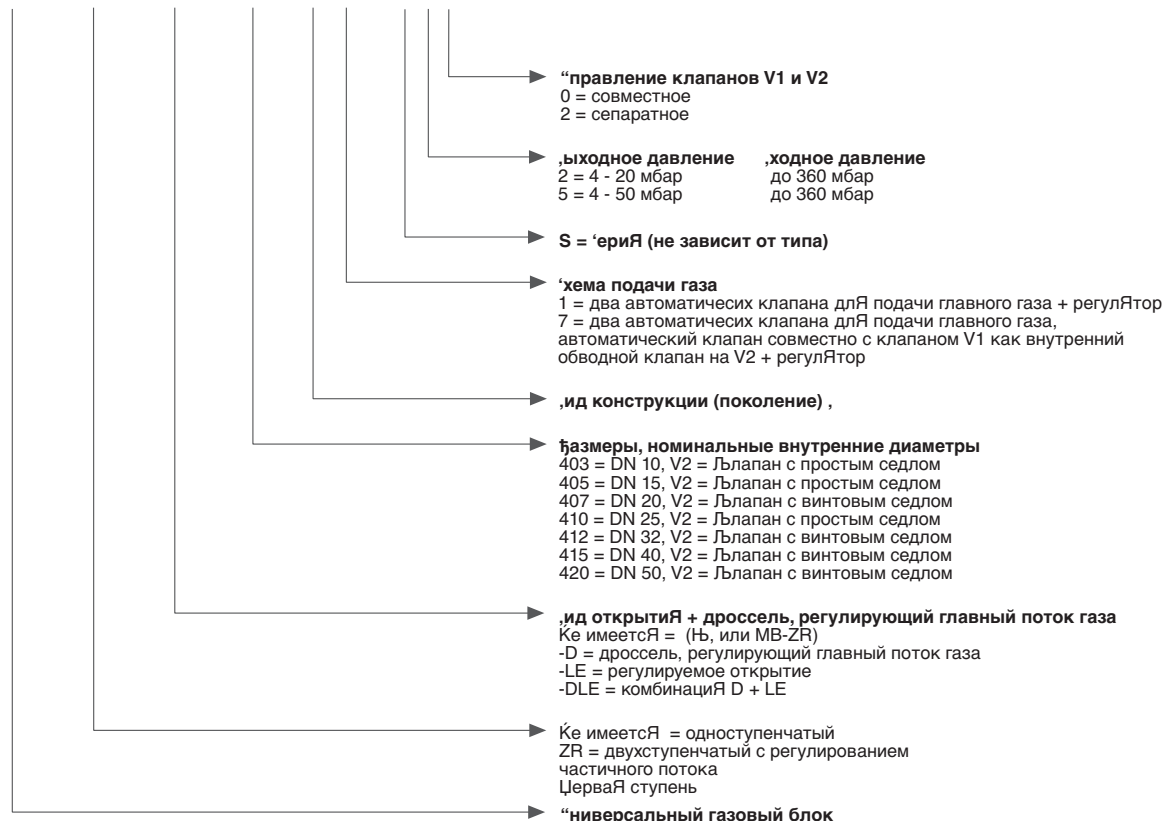 “правление клапанов V1 и V2
0 = совместное
2 = сепаратное
‚ыходное давление ‚ходное давление
2 = 4 - 20 мбар до 360 мбар
5 = 4 - 50 мбар до 360 мбар
S = ‘ериЯ (не зависит от типа)
‘хема подачи газа
1 = два автоматичесих клапана длЯ подачи главного газа + регулЯтор
7 = два автоматичесих клапана длЯ подачи главного газа,
автоматический клапан совместно с клапаном V1 как внутренний
обводной клапан на V2 + регулЯтор
‚ид конструкции (поколение) ‚
ђазмеры, номинальные внутренние диаметры
403 = DN 10, V2 = Љлапан с простым седлом
405 = DN 15, V2 = Љлапан с простым седлом
407 = DN 20, V2 = Љлапан с винтовым седлом
410 = DN 25, V2 = Љлапан с простым седлом
412 = DN 32, V2 = Љлапан с винтовым седлом
415 = DN 40, V2 = Љлапан с винтовым седлом
420 = DN 50, V2 = Љлапан с винтовым седлом
‚ид открытиЯ + дроссель, регулирующий главный поток газа
Ќе имеетсЯ = (Њ‚ или MB-ZR)
-D = дроссель, регулирующий главный поток газа
-LE = регулируемое открытие
-DLE = комбинациЯ D + LE
Ќе имеетсЯ = одноступенчатый
ZR = двухступенчатый с регулированием
частичного потока
ЏерваЯ ступень
“ниверсальный газовый блок